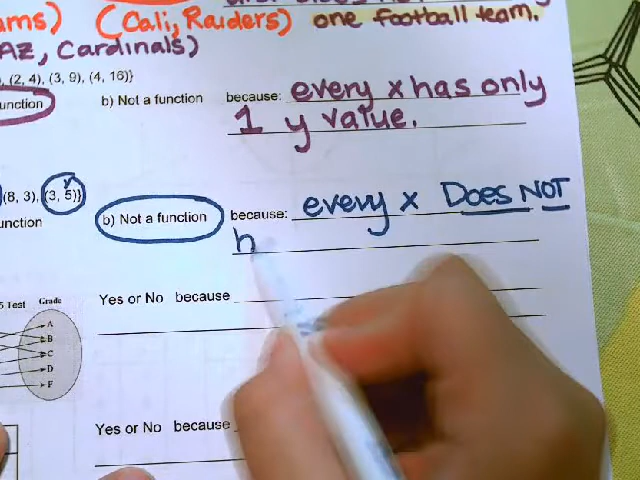 ams) (Cali, Raiders) one football team.
AZ, Cardinals)
, (2, 4), (3, 9), (4, 16)}
unction b) Not a function because: every x has only
1 y value.
(8, 3), (3, 5)}
unction b) Not a function because: every x Does NOT
h
5 Test Grade
Yes or No because
A
B
C
D
F
Yes or No because